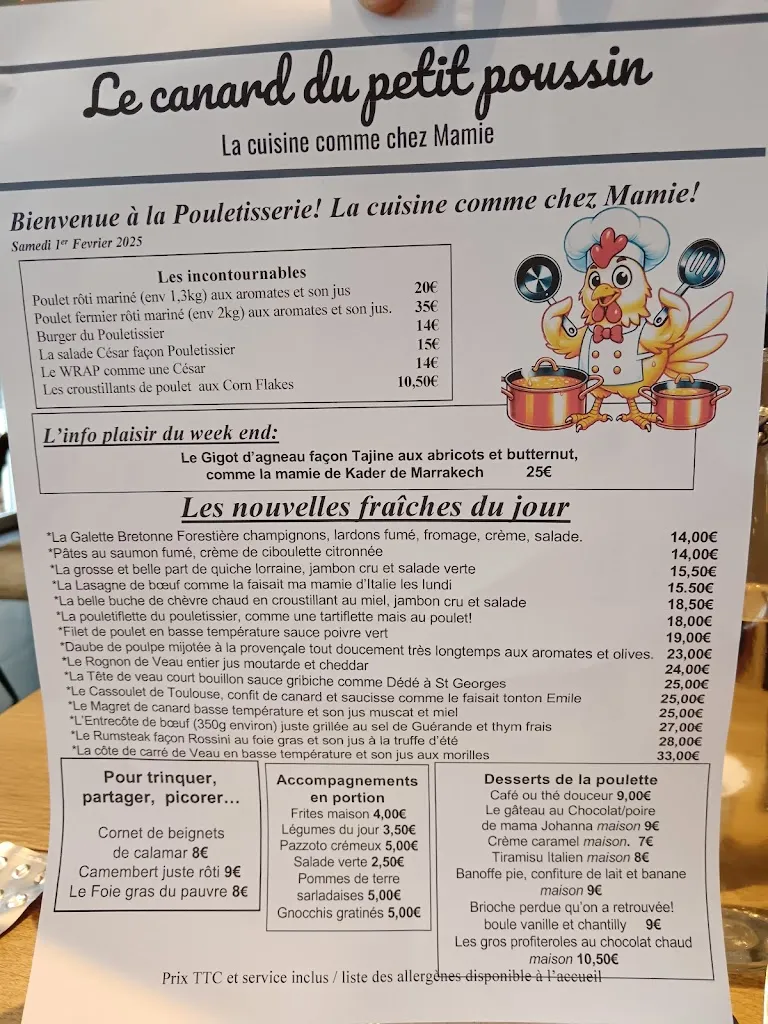 Le canard du petit poussin
La cuisine comme chez Mamie
Bienvenue à la Pouletisserie! La cuisine comme chez Mamie!
Samedi 1er Fevrier 2025
Les incontournables
Poulet rôti mariné (env 1,3kg) aux aromates et son jus 20€
Poulet fermier rôti mariné (env 2kg) aux aromates et son jus. 35€
Burger du Pouletissier 14€
La salade César façon Pouletissier 15€
Le WRAP comme une César 14€
Les croustillants de poulet aux Corn Flakes 10,50€
L'info plaisir du week end:
Le Gigot d'agneau façon Tajine aux abricots et butternut,
comme la mamie de Kader de Marrakech 25€
Les nouvelles fraîches du jour
*La Galette Bretonne Forestière champignons, lardons fumé, fromage, crème, salade. 14,00€
*Pâtes au saumon fumé, crème de ciboulette citronnée 14,00€
*La grosse et belle part de quiche lorraine, jambon cru et salade verte 15,50€
*La Lasagne de bœuf comme la faisait ma mamie d'Italie les lundi 15.50€
*La belle buche de chèvre chaud en croustillant au miel, jambon cru et salade 18,50€
*La pouletiflette du pouletissier, comme une tartiflette mais au poulet! 18,00€
*Filet de poulet en basse température sauce poivre vert 19,00€
*Daube de poulpe mijotée à la provençale tout doucement très longtemps aux aromates et olives. 23,00€
*Le Rognon de Veau entier jus moutarde et cheddar 24,00€
*La Tête de veau court bouillon sauce gribiche comme Dédé à St Georges 25,00€
*Le Cassoulet de Toulouse, confit de canard et saucisse comme le faisait tonton Emile 25,00€
*Le Magret de canard basse température et son jus muscat et miel 25,00€
*L'Entrecôte de bœuf (350g environ) juste grillée au sel de Guérande et thym frais 27,00€
*Le Rumsteak façon Rossini au foie gras et son jus à la truffe d'été 28,00€
*La côte de carré de Veau en basse température et son jus aux morilles 33,00€
Pour trinquer,
partager, picorer…
Cornet de beignets
de calamar 8€
Camembert juste rôti 9€
Le Foie gras du pauvre 8€
Accompagnements
en portion
Frites maison 4,00€
Légumes du jour 3,50€
Pazzoto crémeux 5,00€
Salade verte 2,50€
Pommes de terre
sarladaises 5,00€
Gnocchis gratinés 5,00€
Desserts de la poulette
Café ou thé douceur 9,00€
Le gâteau au Chocolat/poire
de mama Johanna maison 9€
Crème caramel maison. 7€
Tiramisu Italien maison 8€
Banoffe pie, confiture de lait et banane
maison 9€
Brioche perdue qu'on a retrouvée!
boule vanille et chantilly 9€
Les gros profiteroles au chocolat chaud
maison 10,50€
Prix TTC et service inclus / liste des allergènes disponible à l'accueil